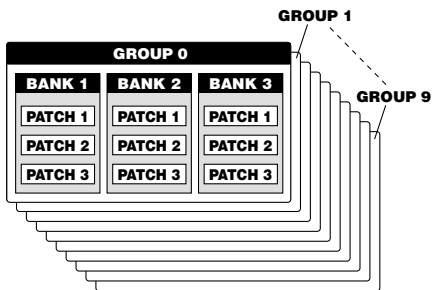 GROUP 1
GROUP 0
GROUP 9
BANK 1 BANK 2 BANK 3
PATCH 1 PATCH 1 PATCH 1
PATCH 2 PATCH 2 PATCH 2
PATCH 3 PATCH 3 PATCH 3